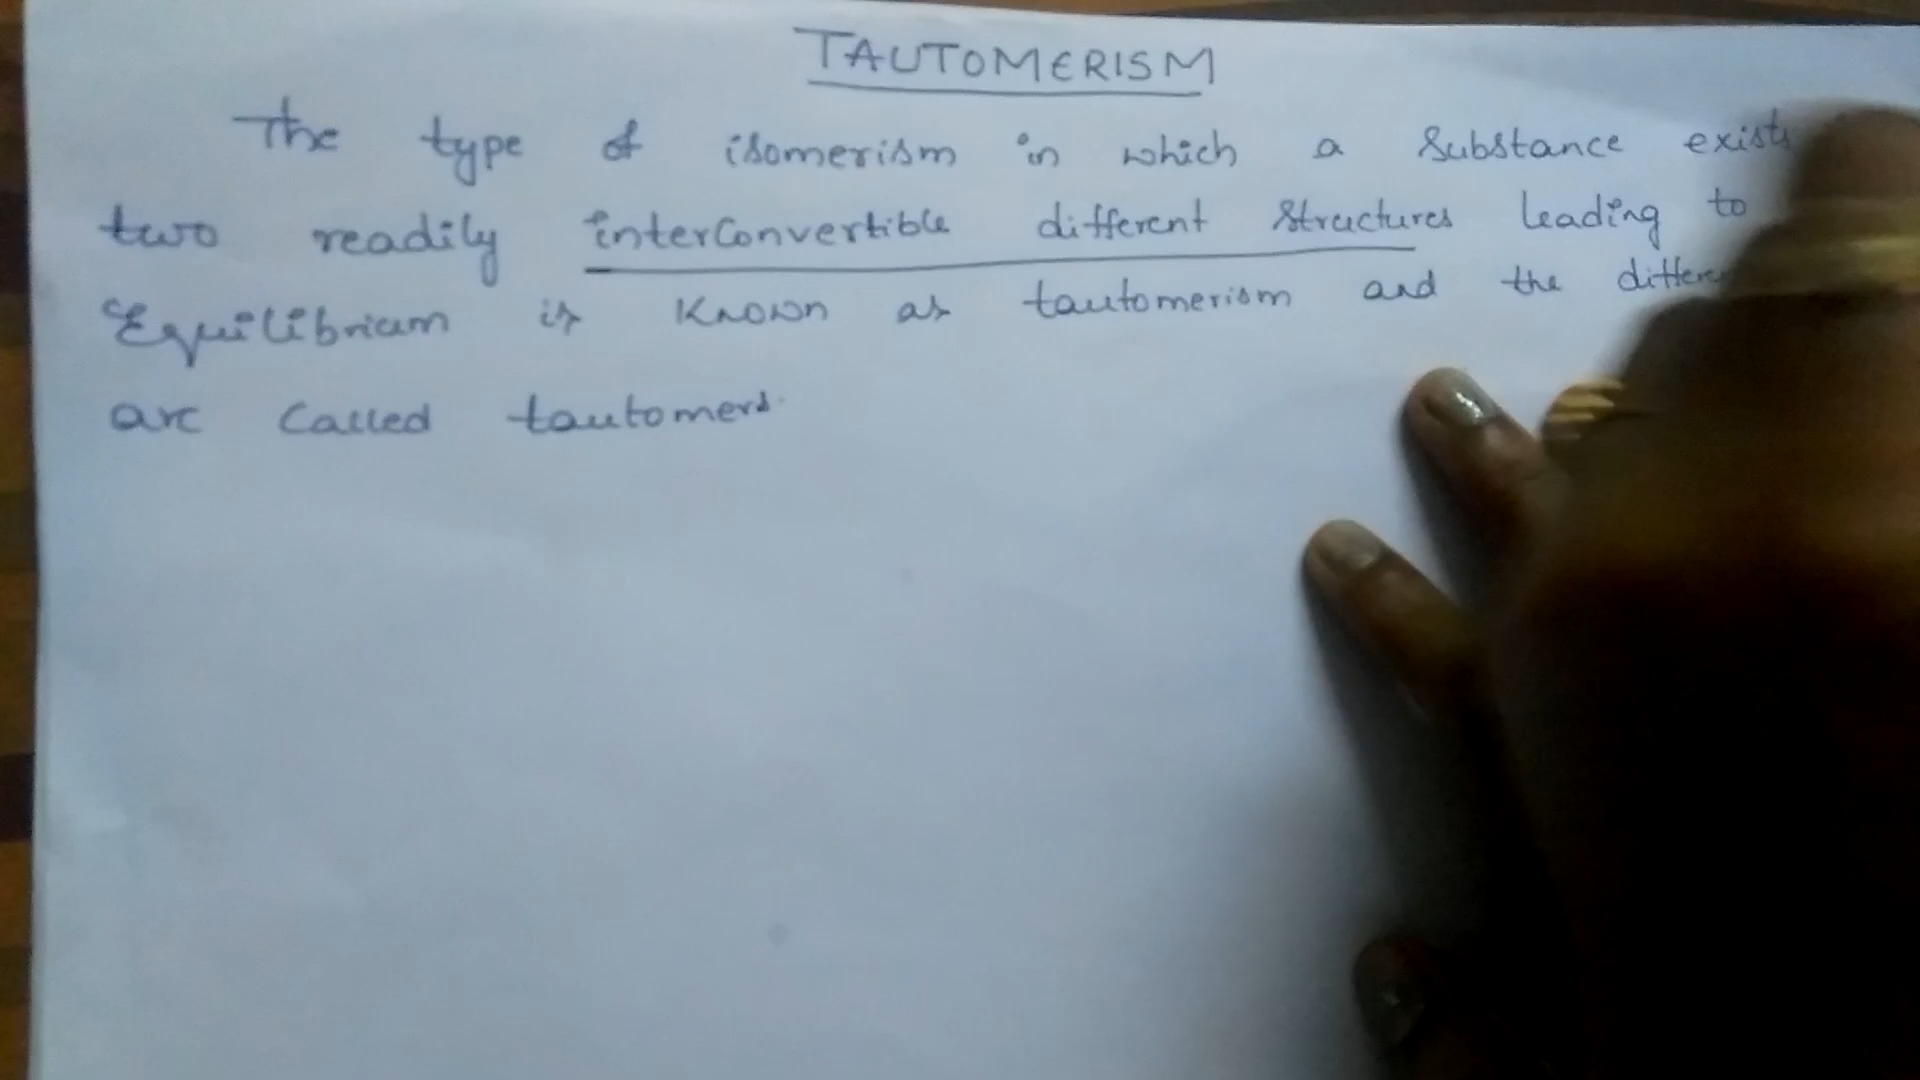 TAUTOMERISM
The type of isomerism in which a substance exists
two readily interconvertible different structures leading to
Equilibrium is known as tautomerism and the
are called tautomers.